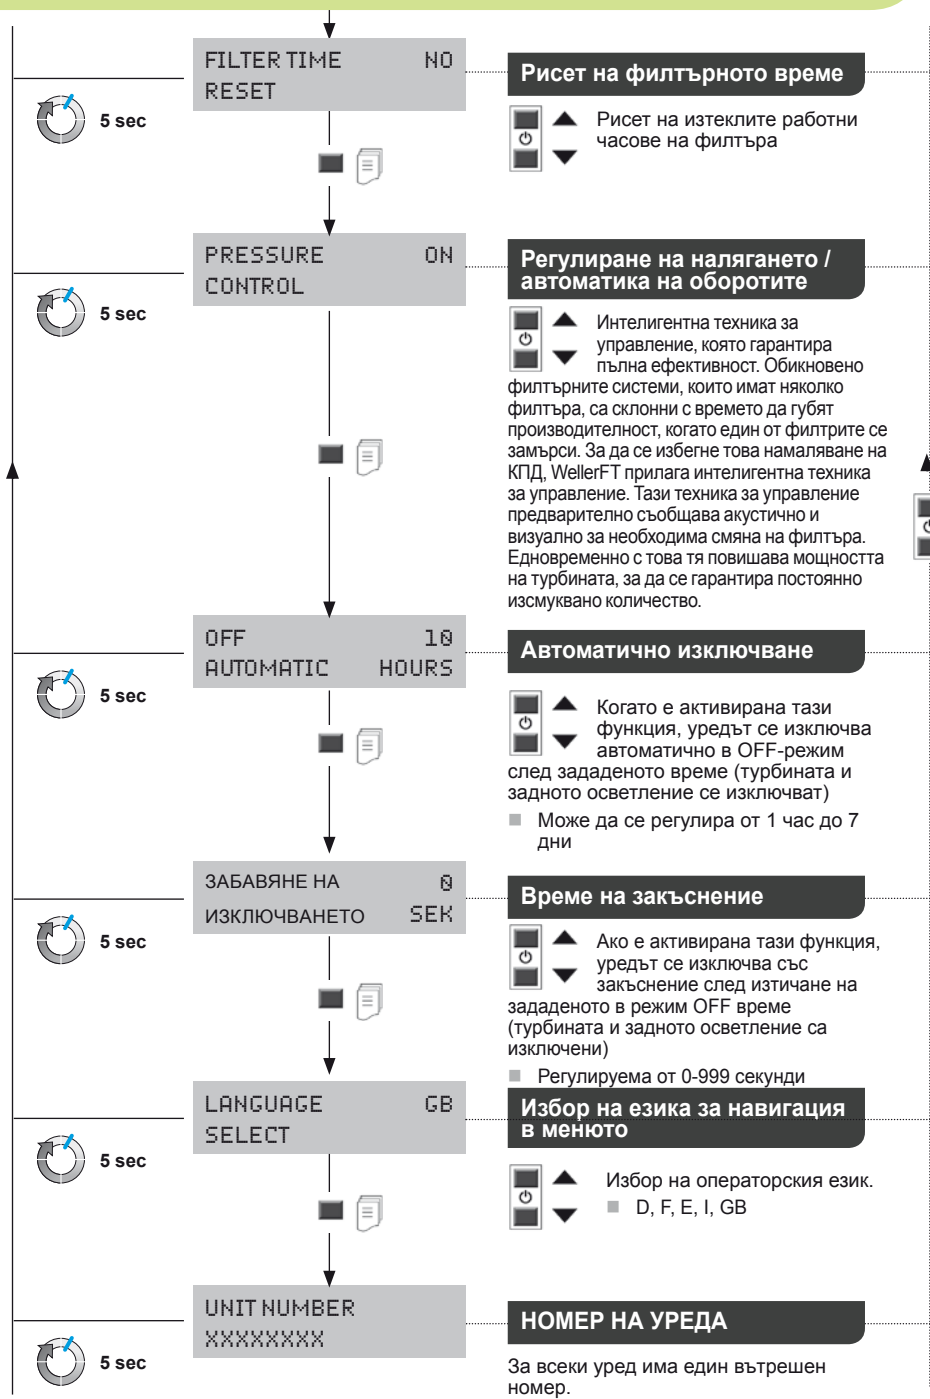 FILTER TIME NO
RESET
5 sec
Рисет на филтърното време
Рисет на изтеклите работни
часове на филтъра
PRESSURE ON
CONTROL
5 sec
Регулиране на налягането /
автоматика на оборотите
Интелигентна техника за
управление, която гарантира
пълна ефективност. Обикновено
филтърните системи, които имат няколко
филтъра, са склонни с времето да губят
производителност, когато един от филтрите се
замърси. За да се избегне това намаляване на
КПД, WellerFT прилага интелигентна техника
за управление. Тази техника за управление
предварително съобщава акустично и
визуално за необходима смяна на филтъра.
Едновременно с това тя повишава мощността
на турбината, за да се гарантира постоянно
изсмуквано количество.
OFF 10
AUTOMATIC HOURS
5 sec
Автоматично изключване
Когато е активирана тази
функция, уредът се изключва
автоматично в OFF-режим
след зададеното време (турбината и
задното осветление се изключват)
Може да се регулира от 1 час до 7
дни
ЗАБАВЯНЕ НА 0
ИЗКЛЮЧВАНЕТО SEK
5 sec
Време на закъснение
Ако е активирана тази функция,
уредът се изключва със
закъснение след изтичане на
зададеното в режим OFF време
(турбината и задното осветление са
изключени)
Регулируема от 0-999 секунди
LANGUAGE GB
SELECT
5 sec
Избор на езика за навигация
в менюто
Избор на операторския език.
D, F, E, I, GB
UNIT NUMBER
XXXXXXXX
5 sec
НОМЕР НА УРЕДА
За всеки уред има един вътрешен
номер.